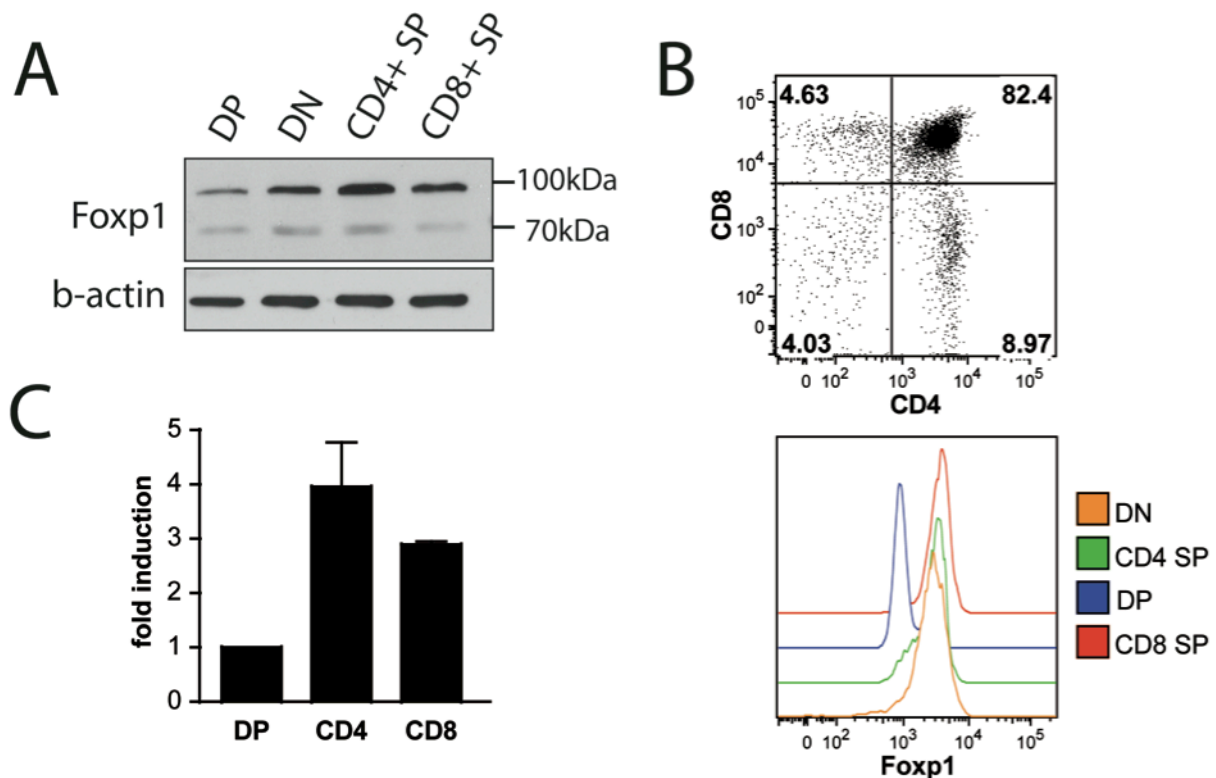 A
DP
DN
CD4+ SP
CD8+ SP
Foxp1
100kDa
70kDa
b-actin
B
4.63
82.4
10^5
10^4
10^3
10^2
0
4.03
8.97
CD8
0 10^2 10^3 10^4 10^5
CD4
C
fold induction
5
4
3
2
1
0
DP CD4 CD8
DN
CD4 SP
DP
CD8 SP
0 10^2 10^3 10^4 10^5
Foxp1